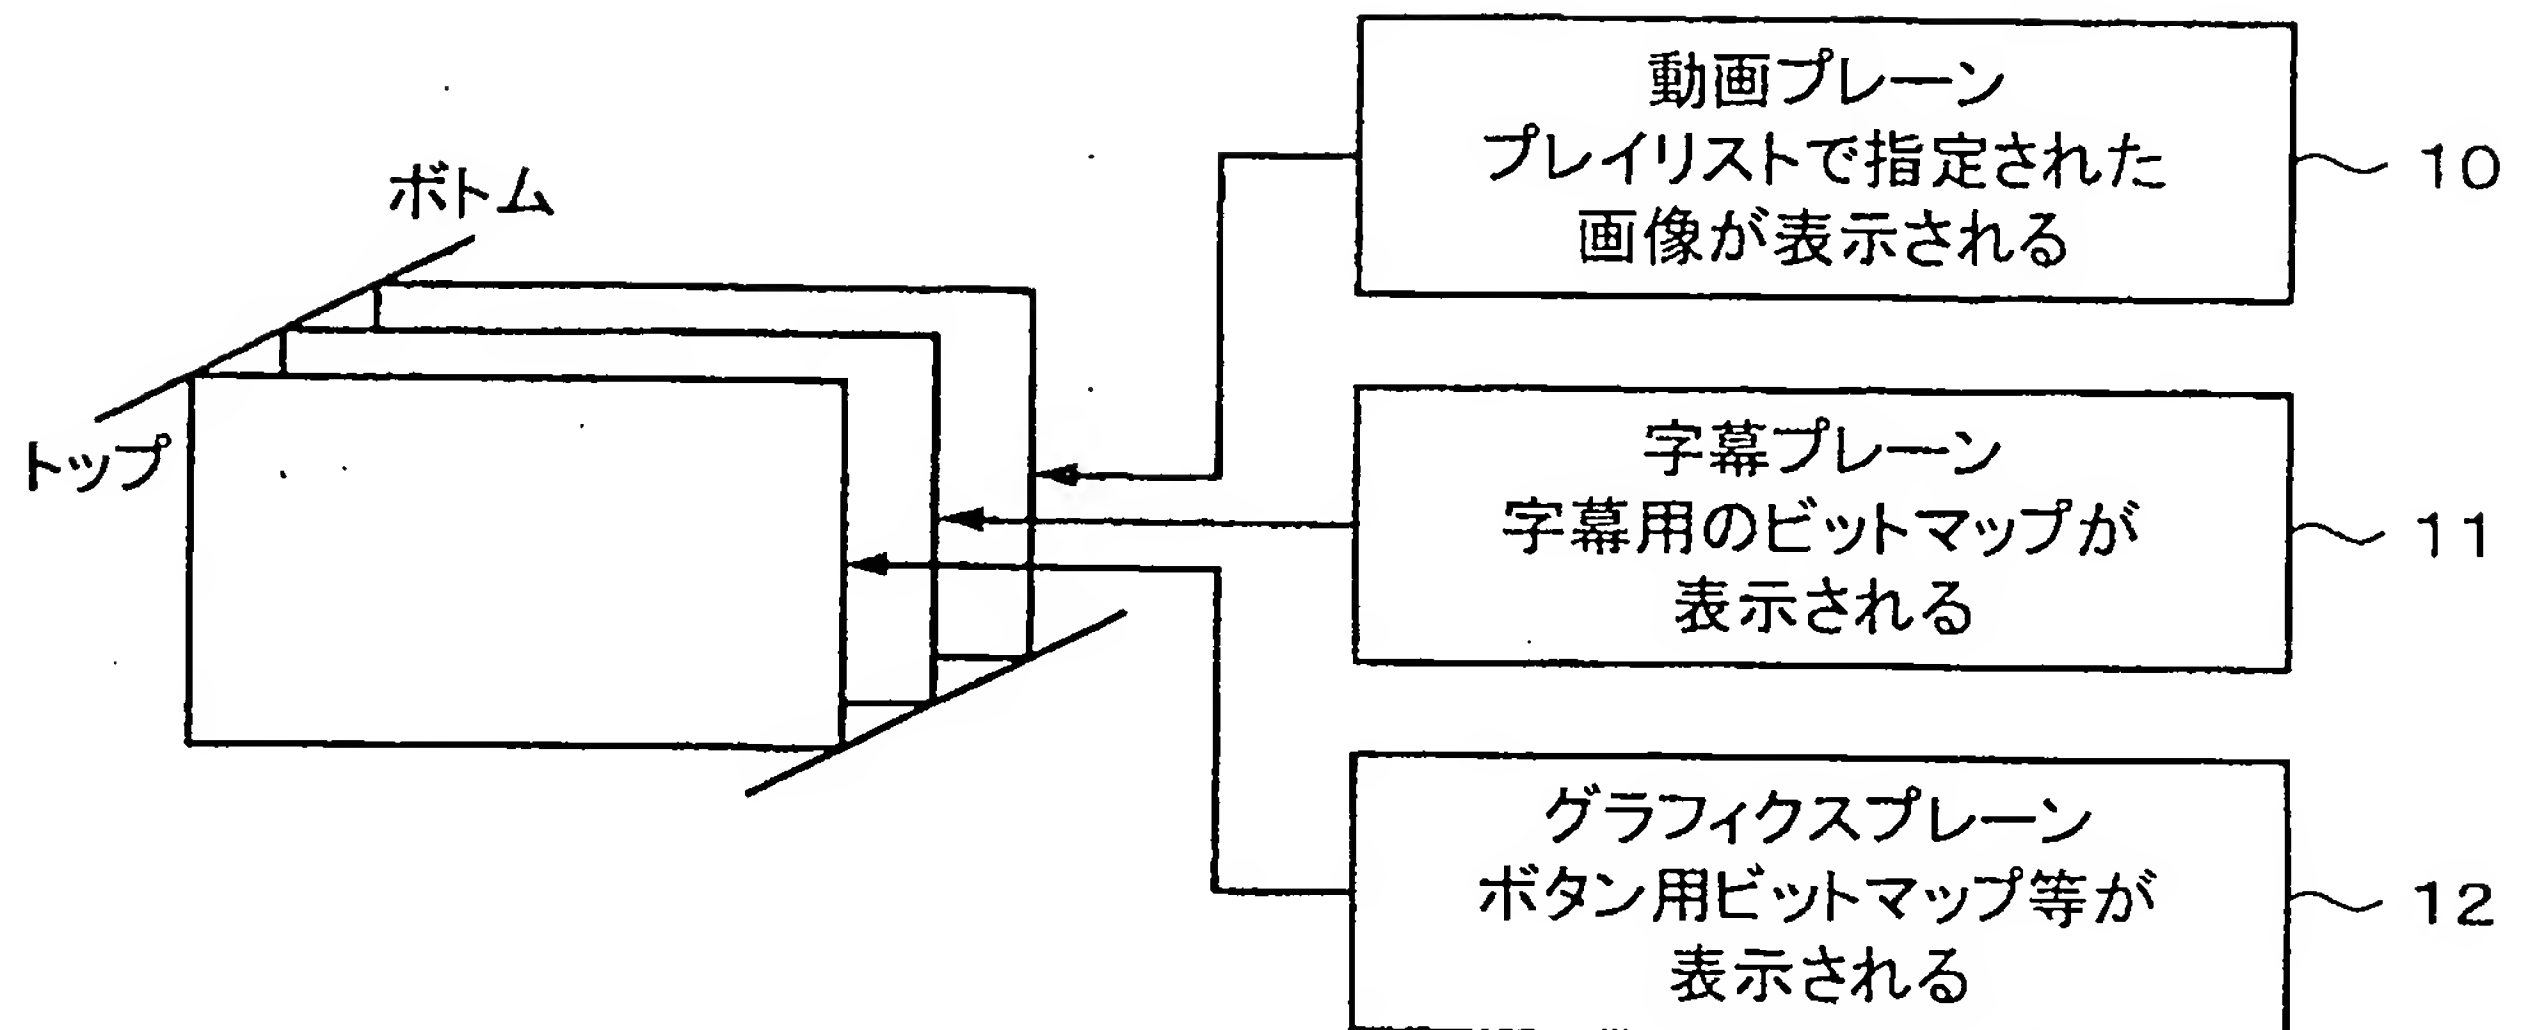 ボトム
トップ
動画プレーン
プレイリストで指定された
画像が表示される
10
字幕プレーン
字幕用のビットマップが
表示される
11
グラフィクスプレーン
ボタン用ビットマップ等が
表示される
12